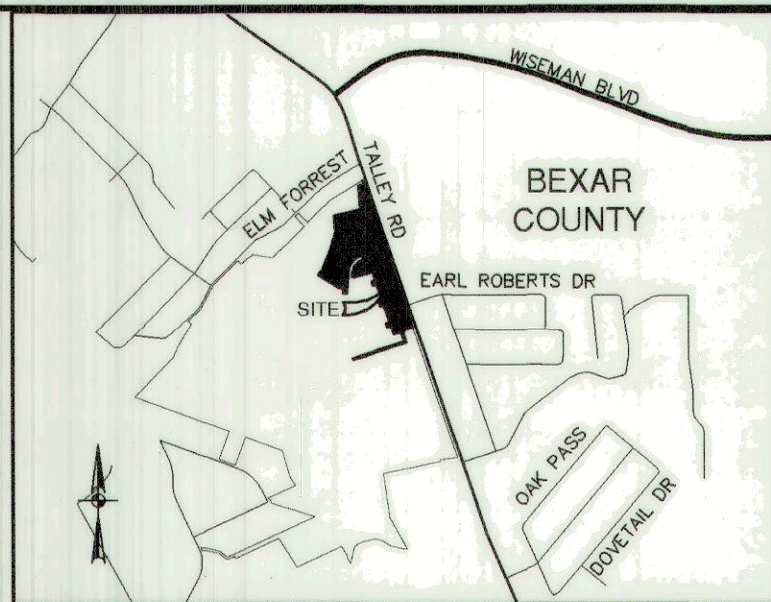 WISEMAN BLVD
TALLEY RD
ELM FORREST
BEXAR
COUNTY
EARL ROBERTS DR
SITE
OAK PASS
DOVETAIL DR